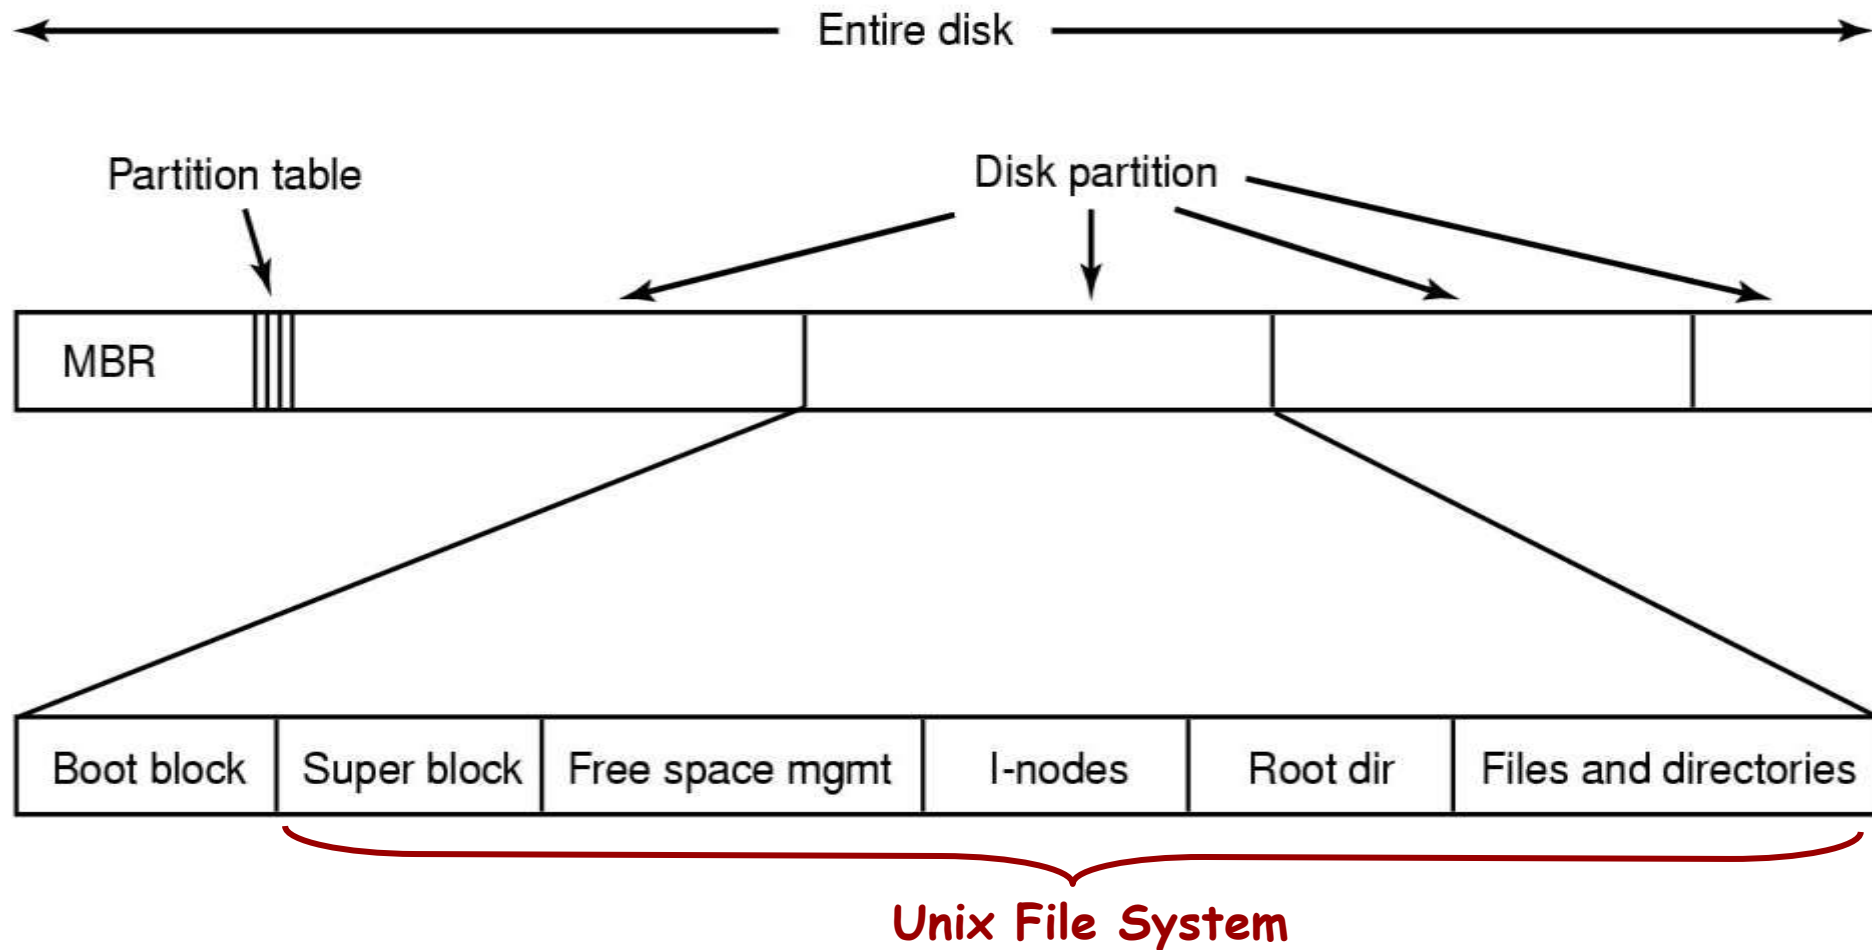 Entire disk
Partition table
Disk partition
MBR
Boot block
Super block
Free space mgmt
I-nodes
Root dir
Files and directories
Unix File System